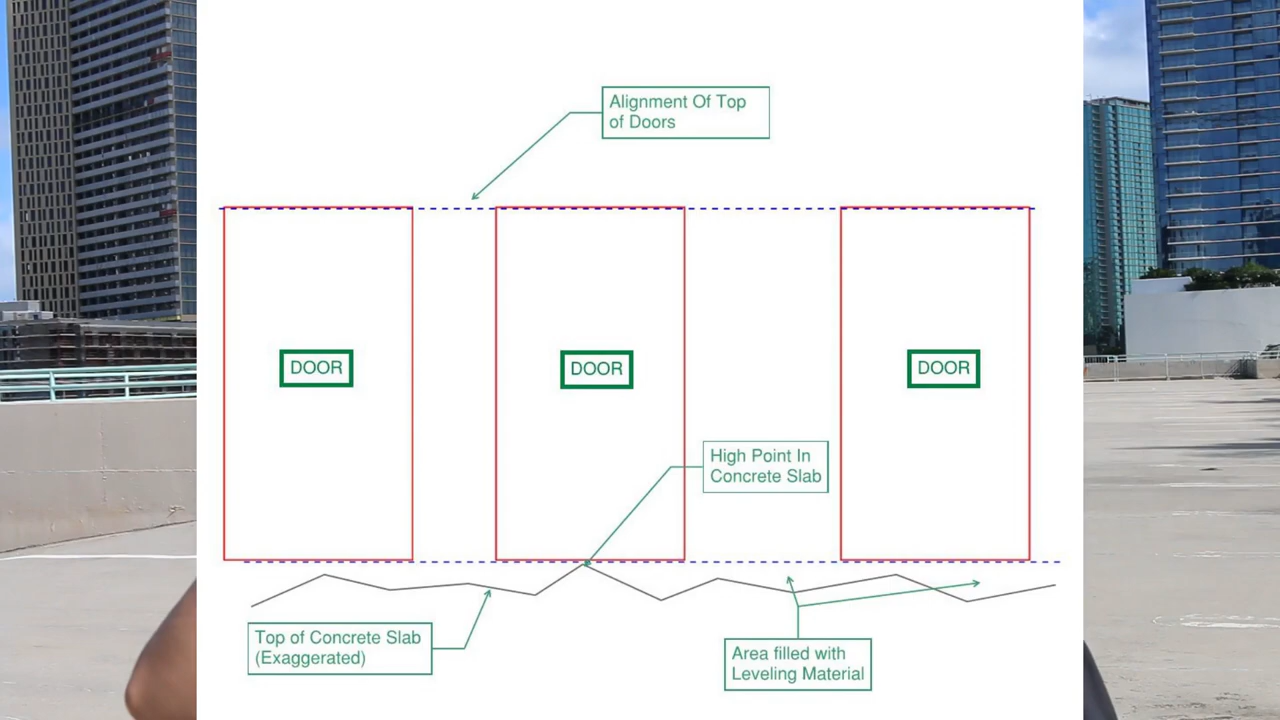 Alignment Of Top
of Doors
DOOR
DOOR
DOOR
High Point In
Concrete Slab
Top of Concrete Slab
(Exaggerated)
Area filled with
Leveling Material